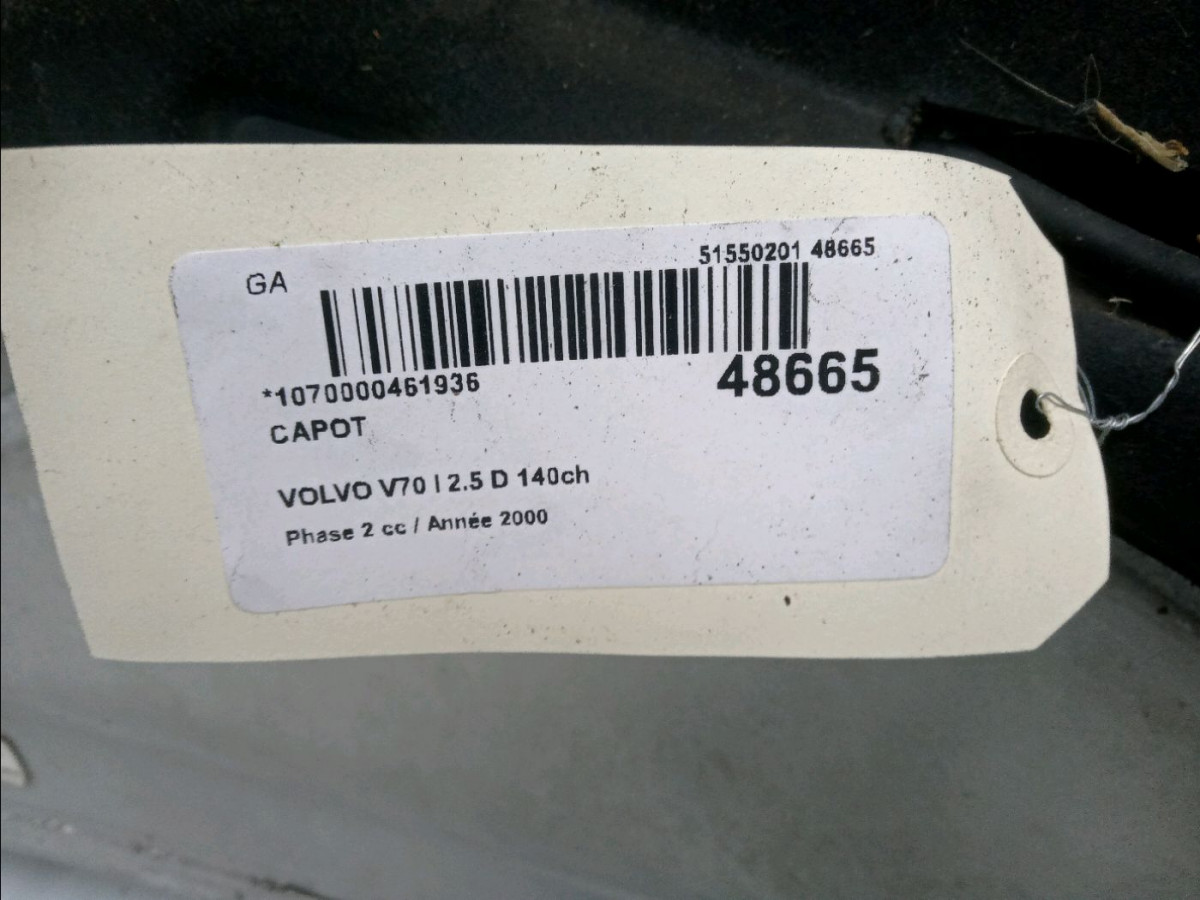 GA
51550201 48665
*1070000461936
48665
CAPOT
VOLVO V70 I 2.5 D 140ch
Phase 2 cc / Année 2000